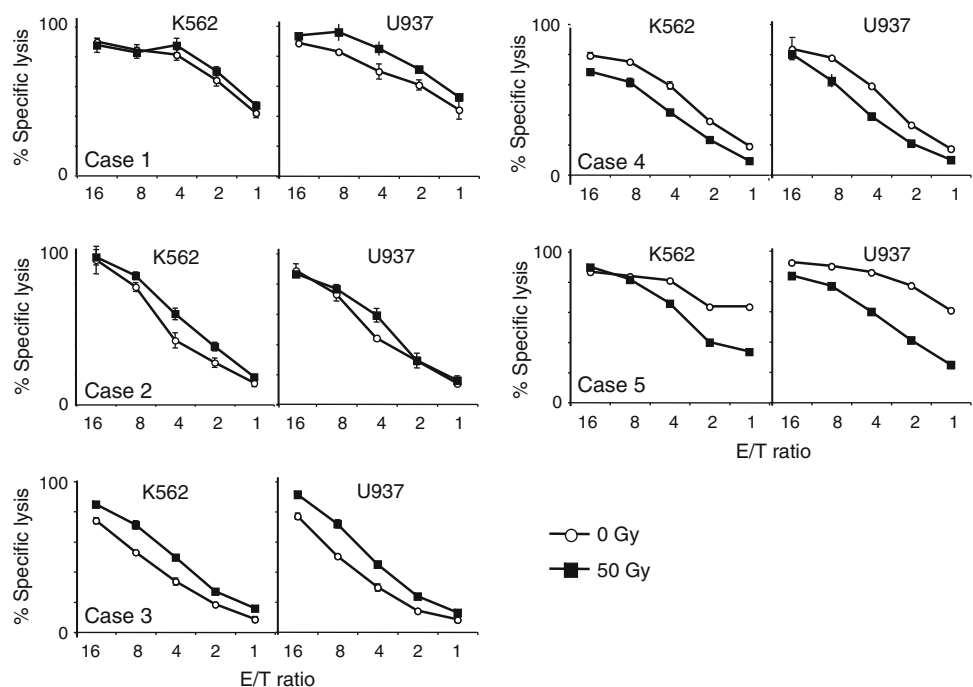 100
K562
U937
% Specific lysis
Case 1
0
16 8 4 2 1
16 8 4 2 1
100
K562
U937
% Specific lysis
Case 4
0
16 8 4 2 1
16 8 4 2 1
100
K562
U937
% Specific lysis
Case 2
0
16 8 4 2 1
16 8 4 2 1
100
K562
U937
% Specific lysis
Case 5
0
16 8 4 2 1
16 8 4 2 1
E/T ratio
100
K562
U937
% Specific lysis
Case 3
0
16 8 4 2 1
16 8 4 2 1
E/T ratio
0 Gy
50 Gy